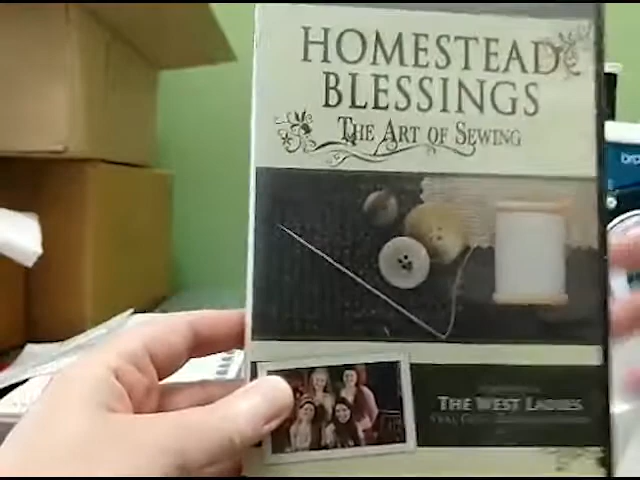 HOMESTEAD
BLESSINGS
THE ART OF SEWING
THE WEST LADIES